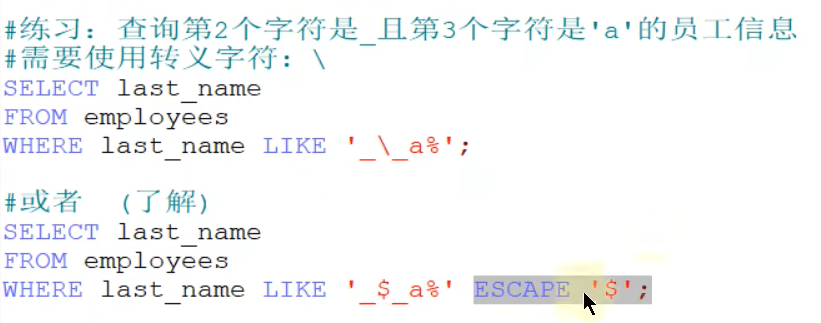 #练习：查询第2个字符是_且第3个字符是'a'的员工信息
#需要使用转义字符：\
SELECT last_name
FROM employees
WHERE last_name LIKE '_\_a%';
#或者 (了解)
SELECT last_name
FROM employees
WHERE last_name LIKE '_$_a%' ESCAPE '$';